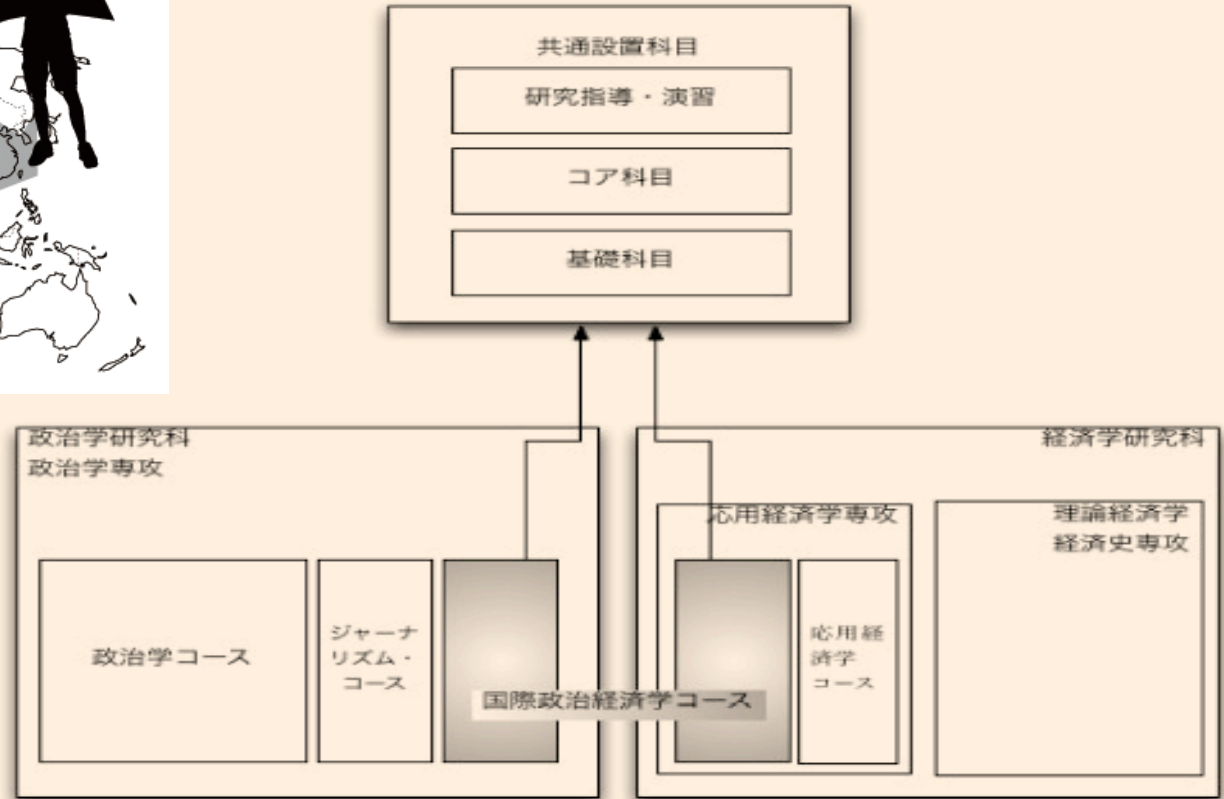 共通設置科目
研究指導・演習
コア科目
基礎科目
政治学研究科
政治学専攻
政治学コース
ジャーナ
リズム・
コース
国際政治経済学コース
経済学研究科
応用経済学専攻
応用経
済学
コース
理論経済学
経済史専攻